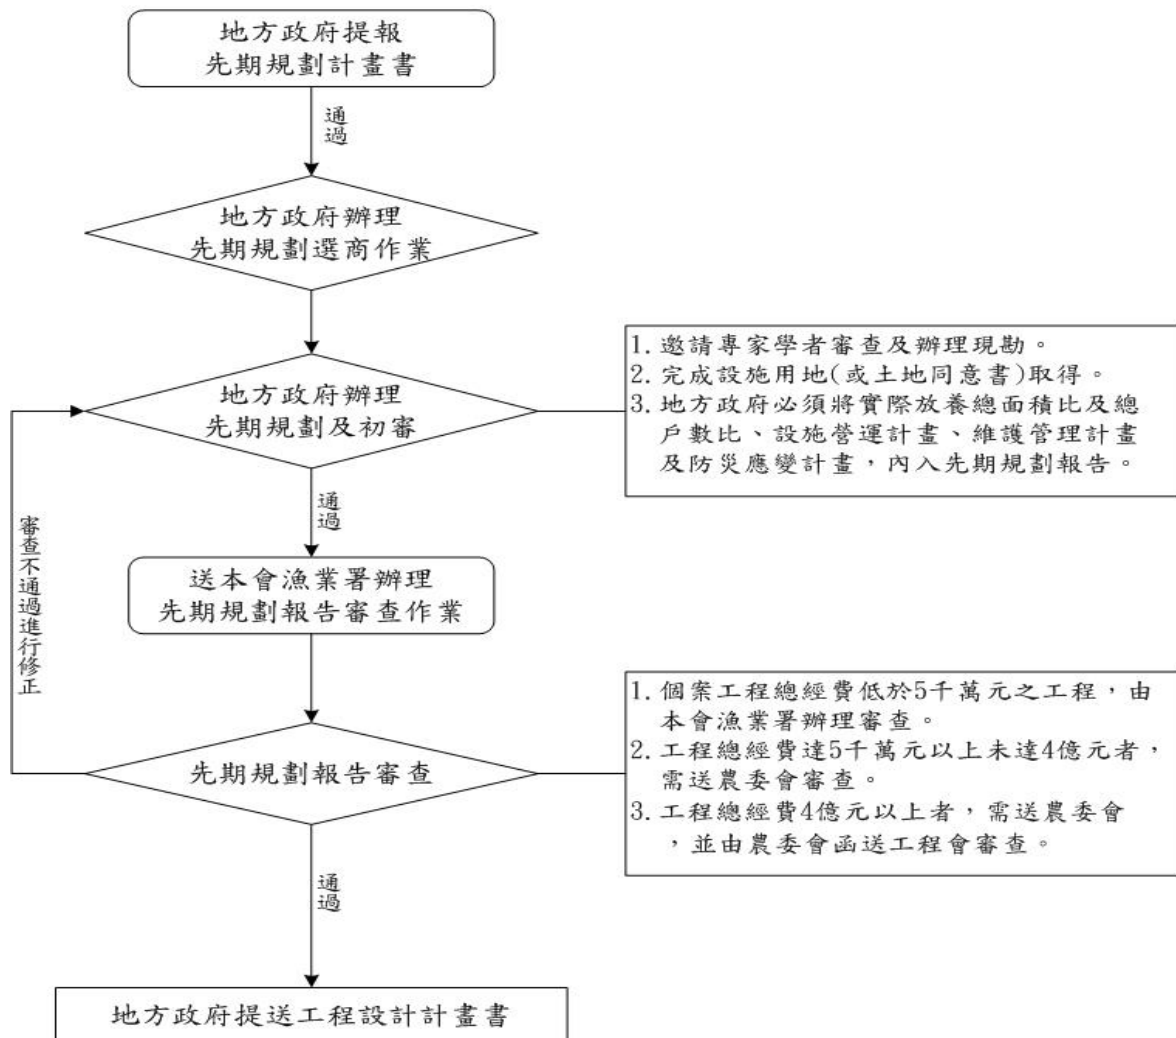 地方政府提報
先期規劃計畫書
通過
地方政府辦理
先期規劃選商作業
地方政府辦理
先期規劃及初審
1. 邀請專家學者審查及辦理現勘。
2. 完成設施用地(或土地同意書)取得。
3. 地方政府必須將實際放養總面積比及總
戶數比、設施營運計畫、維護管理計畫
及防災應變計畫，內入先期規劃報告。
通過
審查不通過進行修正
送本會漁業署辦理
先期規劃報告審查作業
先期規劃報告審查
1. 個案工程總經費低於5千萬元之工程，由
本會漁業署辦理審查。
2. 工程總經費達5千萬元以上未達4億元者，
需送農委會審查。
3. 工程總經費4億元以上者，需送農委會
，並由農委會函送工程會審查。
通過
地方政府提送工程設計計畫書